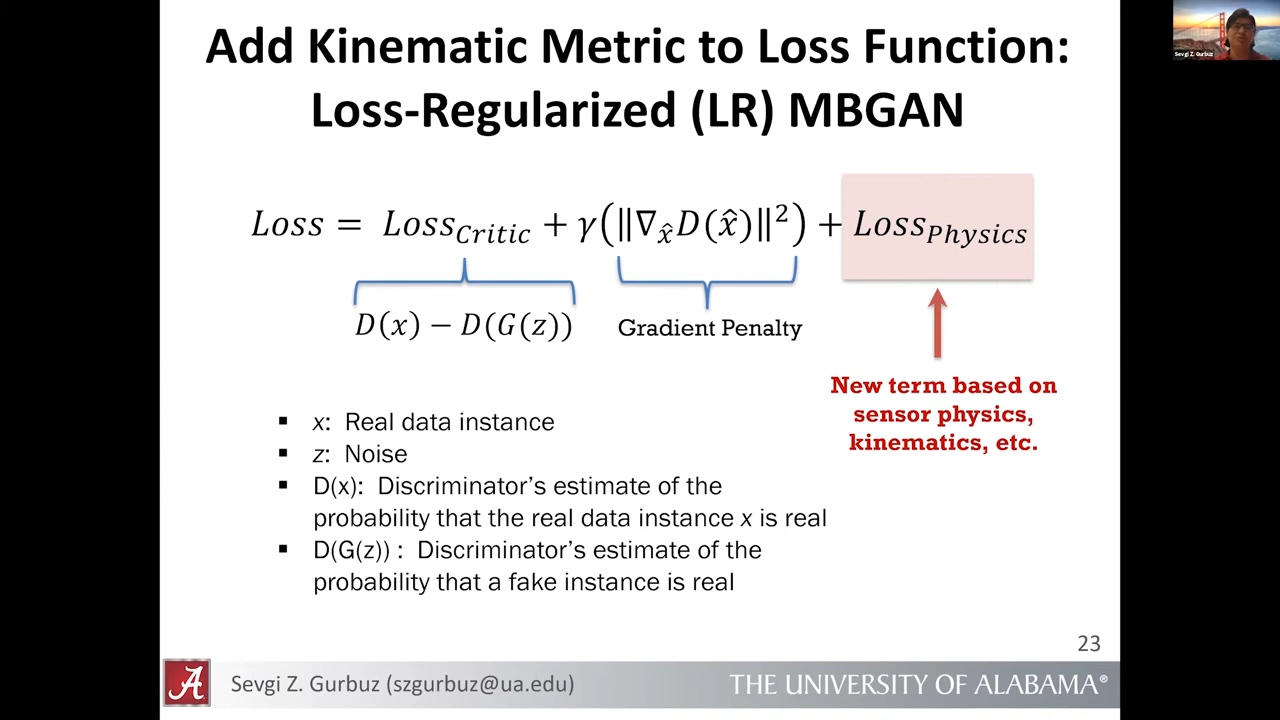 Add Kinematic Metric to Loss Function:
Loss-Regularized (LR) MBGAN
Sevgi Z. Gurbuz
Loss = Loss_Critic + γ(‖∇_x̂ D(x̂)‖²) + Loss_Physics
D(x) − D(G(z))
Gradient Penalty
New term based on
sensor physics,
kinematics, etc.
▪ x: Real data instance
▪ z: Noise
▪ D(x): Discriminator's estimate of the
probability that the real data instance x is real
▪ D(G(z)) : Discriminator's estimate of the
probability that a fake instance is real
23
A
Sevgi Z. Gurbuz (szgurbuz@ua.edu)
THE UNIVERSITY OF ALABAMA®